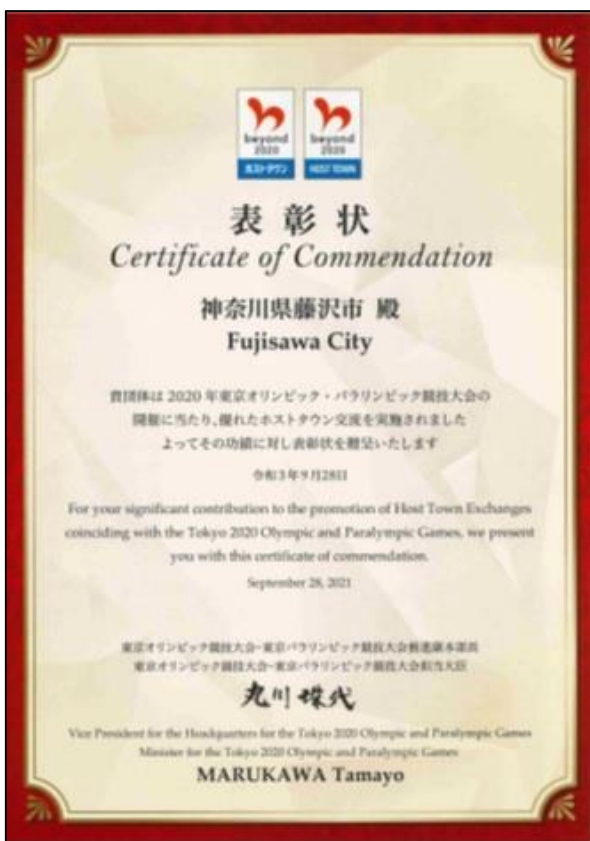 beyond
2020
ホストタウン
beyond
2020
HOST TOWN
表彰状
Certificate of Commendation
神奈川県藤沢市 殿
Fujisawa City
貴団体は 2020 年東京オリンピック・パラリンピック競技大会の
開催に当たり、優れたホストタウン交流を実施されました
よってその功績に対し表彰状を贈呈いたします
令和3年9月28日
For your significant contribution to the promotion of Host Town Exchanges
coinciding with the Tokyo 2020 Olympic and Paralympic Games, we present
you with this certificate of commendation.
September 28, 2021
東京オリンピック競技大会・東京パラリンピック競技大会推進副本部長
東京オリンピック競技大会・東京パラリンピック競技大会担当大臣
丸川珠代
Vice President for the Headquarters for the Tokyo 2020 Olympic and Paralympic Games
Minister for the Tokyo 2020 Olympic and Paralympic Games
MARUKAWA Tamayo